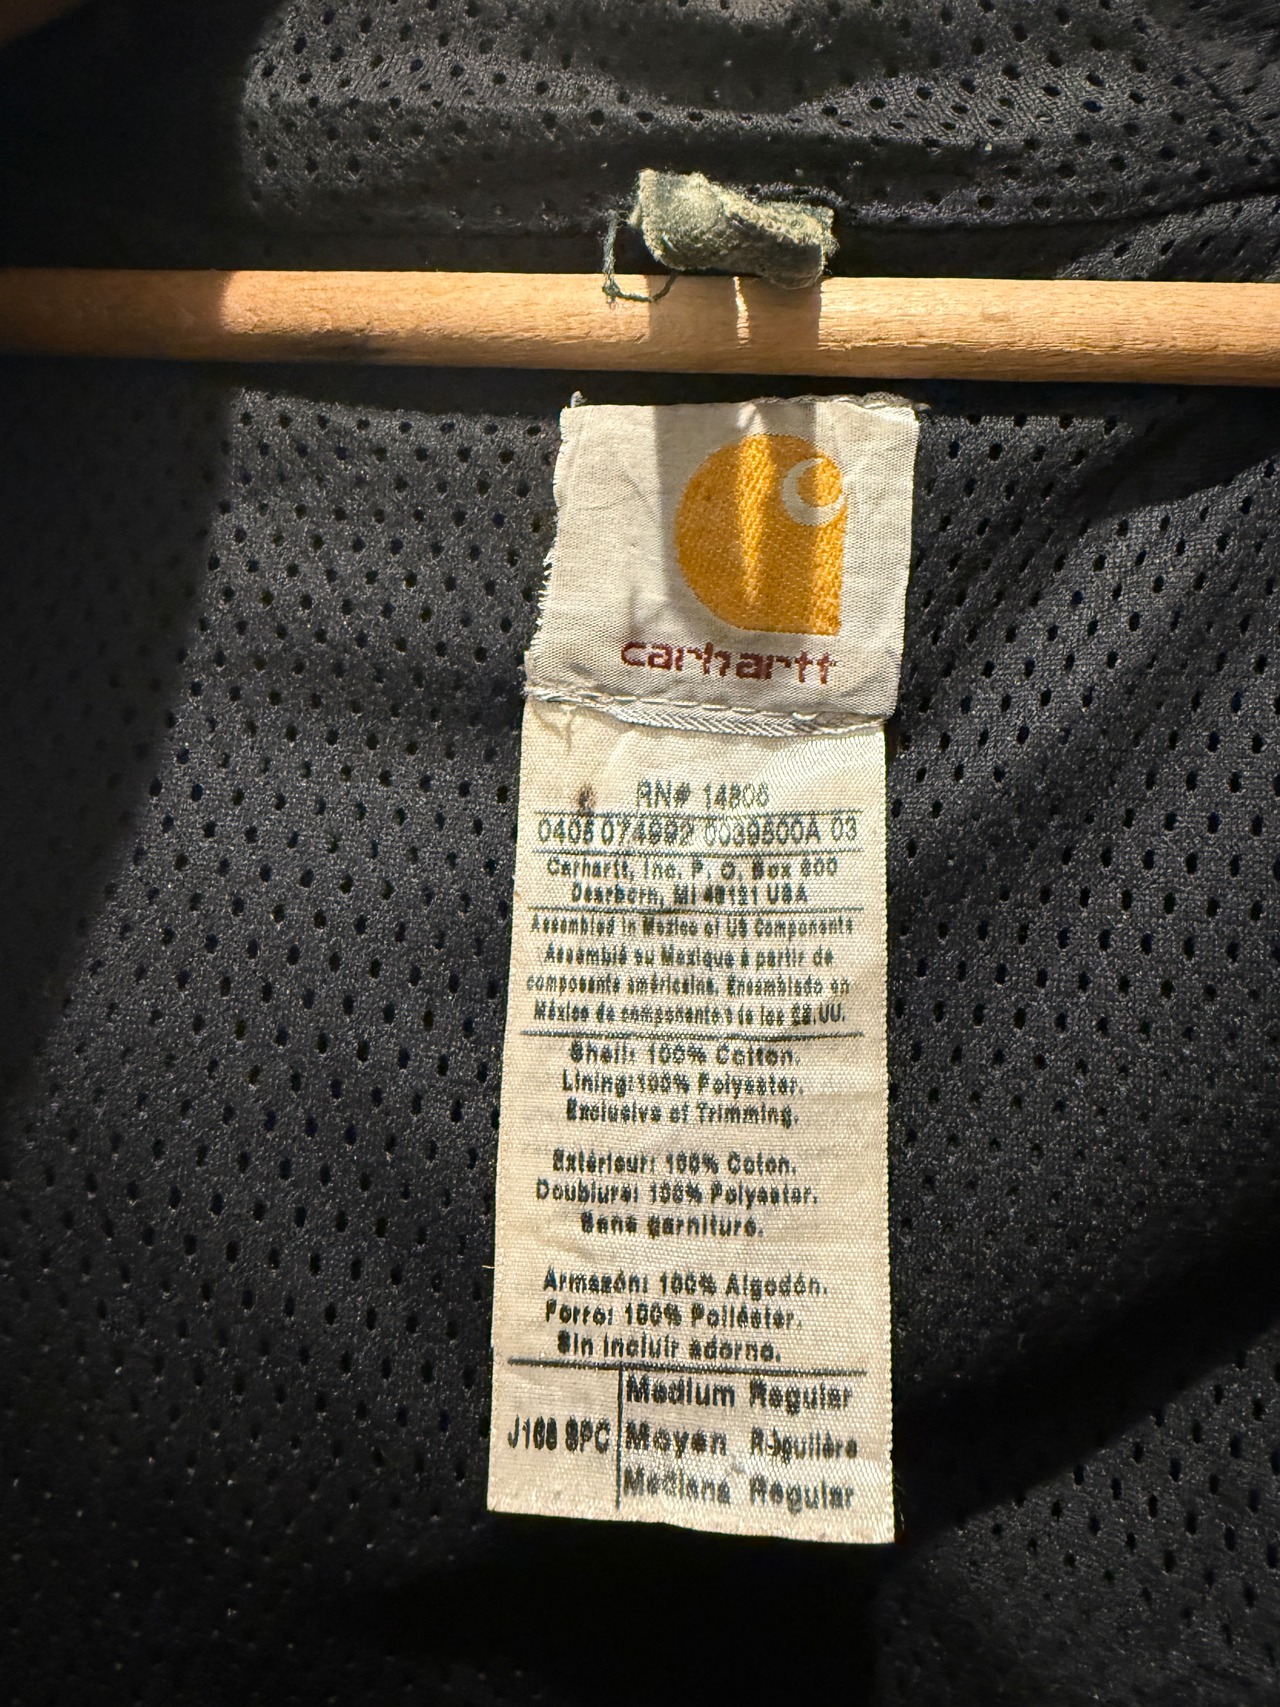 carhartt
RN# 14806
0405 074992 0039500A 03
Carhartt, Inc. P. O. Box 600
Dearborn, MI 48121 USA
Assembled in Mexico of US Components
Assemblé au Mexique à partir de
composants américains. Ensamblado en
México de componentes de los EE.UU.
Shell: 100% Cotton.
Lining: 100% Polyester.
Exclusive of Trimming.
Extérieur: 100% Coton.
Doublure: 100% Polyester.
Sans garniture.
Armazón: 100% Algodón.
Forro: 100% Poliéster.
Sin incluir adorno.
Medium Regular
SPC Moyen Régulière
Mediana Regular